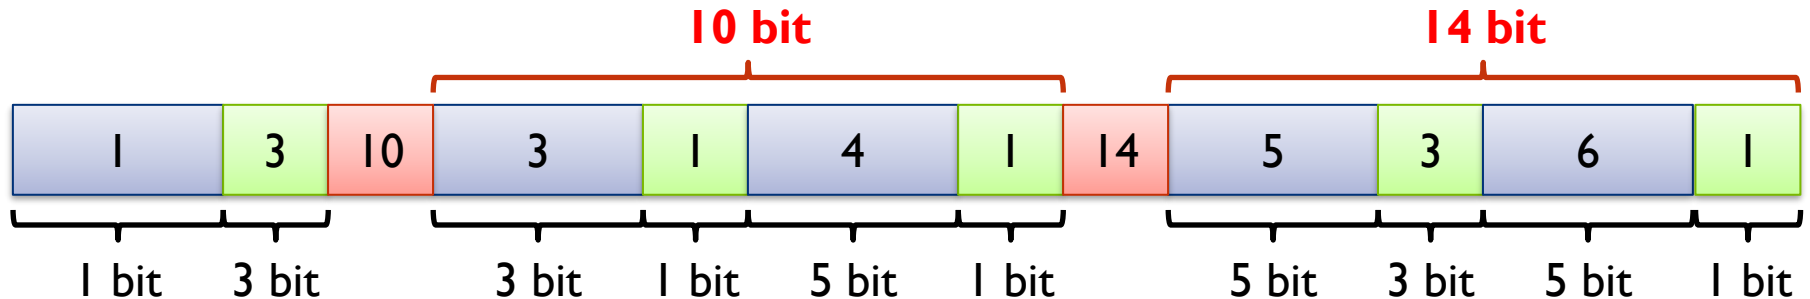 10 bit 14 bit
1 3 10 3 1 4 1 14 5 3 6 1
1 bit 3 bit 3 bit 1 bit 5 bit 1 bit 5 bit 3 bit 5 bit 1 bit